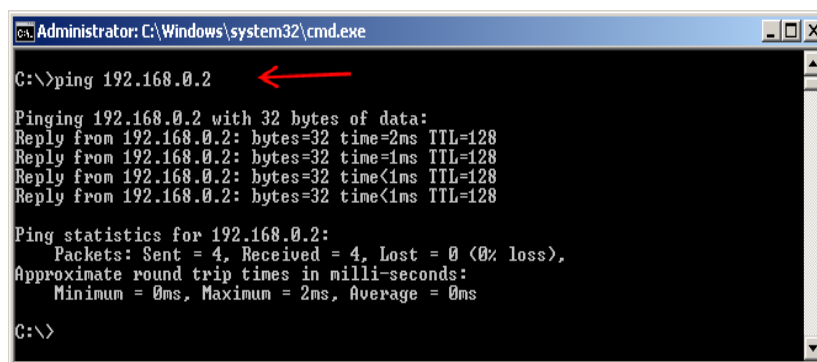 Administrator: C:\Windows\system32\cmd.exe
C:\>ping 192.168.0.2
Pinging 192.168.0.2 with 32 bytes of data:
Reply from 192.168.0.2: bytes=32 time=2ms TTL=128
Reply from 192.168.0.2: bytes=32 time=1ms TTL=128
Reply from 192.168.0.2: bytes=32 time<1ms TTL=128
Reply from 192.168.0.2: bytes=32 time<1ms TTL=128
Ping statistics for 192.168.0.2:
Packets: Sent = 4, Received = 4, Lost = 0 (0% loss),
Approximate round trip times in milli-seconds:
Minimum = 0ms, Maximum = 2ms, Average = 0ms
C:\>